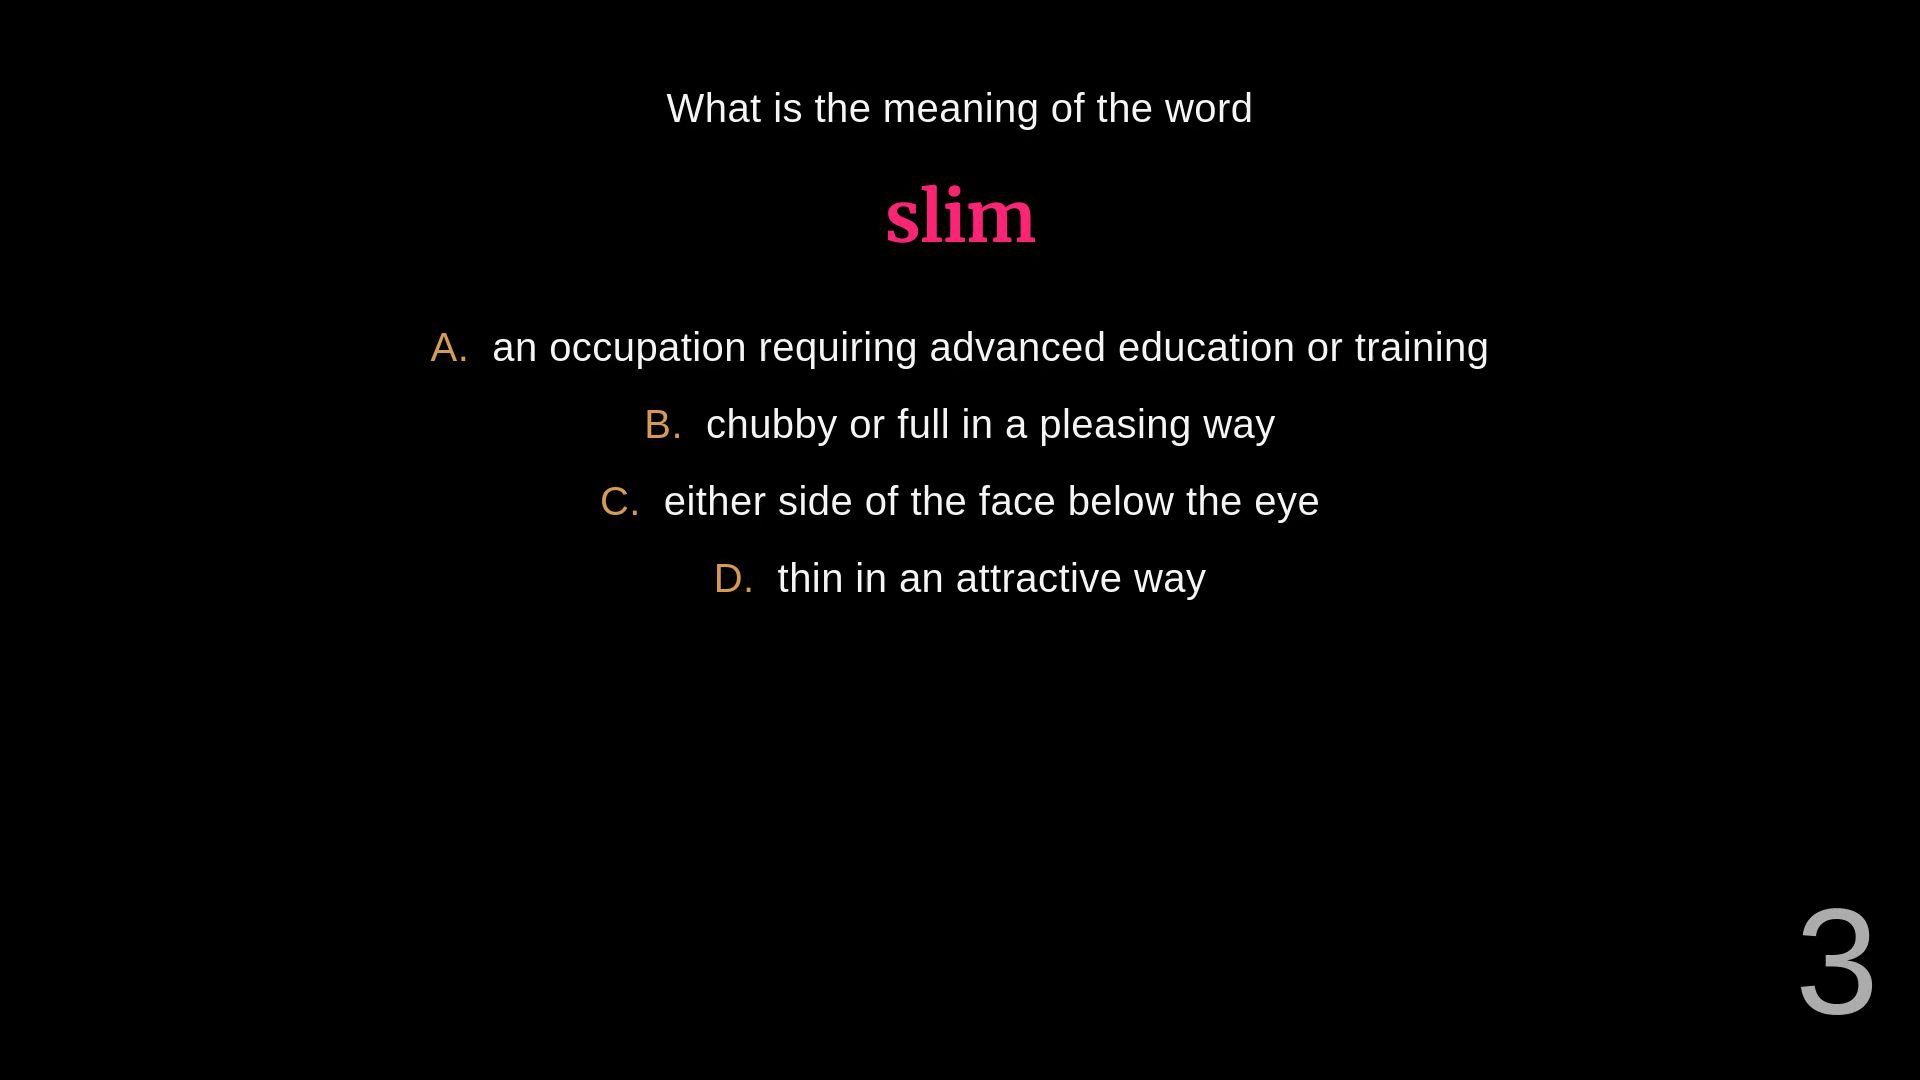 What is the meaning of the word
slim
A. an occupation requiring advanced education or training
B. chubby or full in a pleasing way
C. either side of the face below the eye
D. thin in an attractive way
3